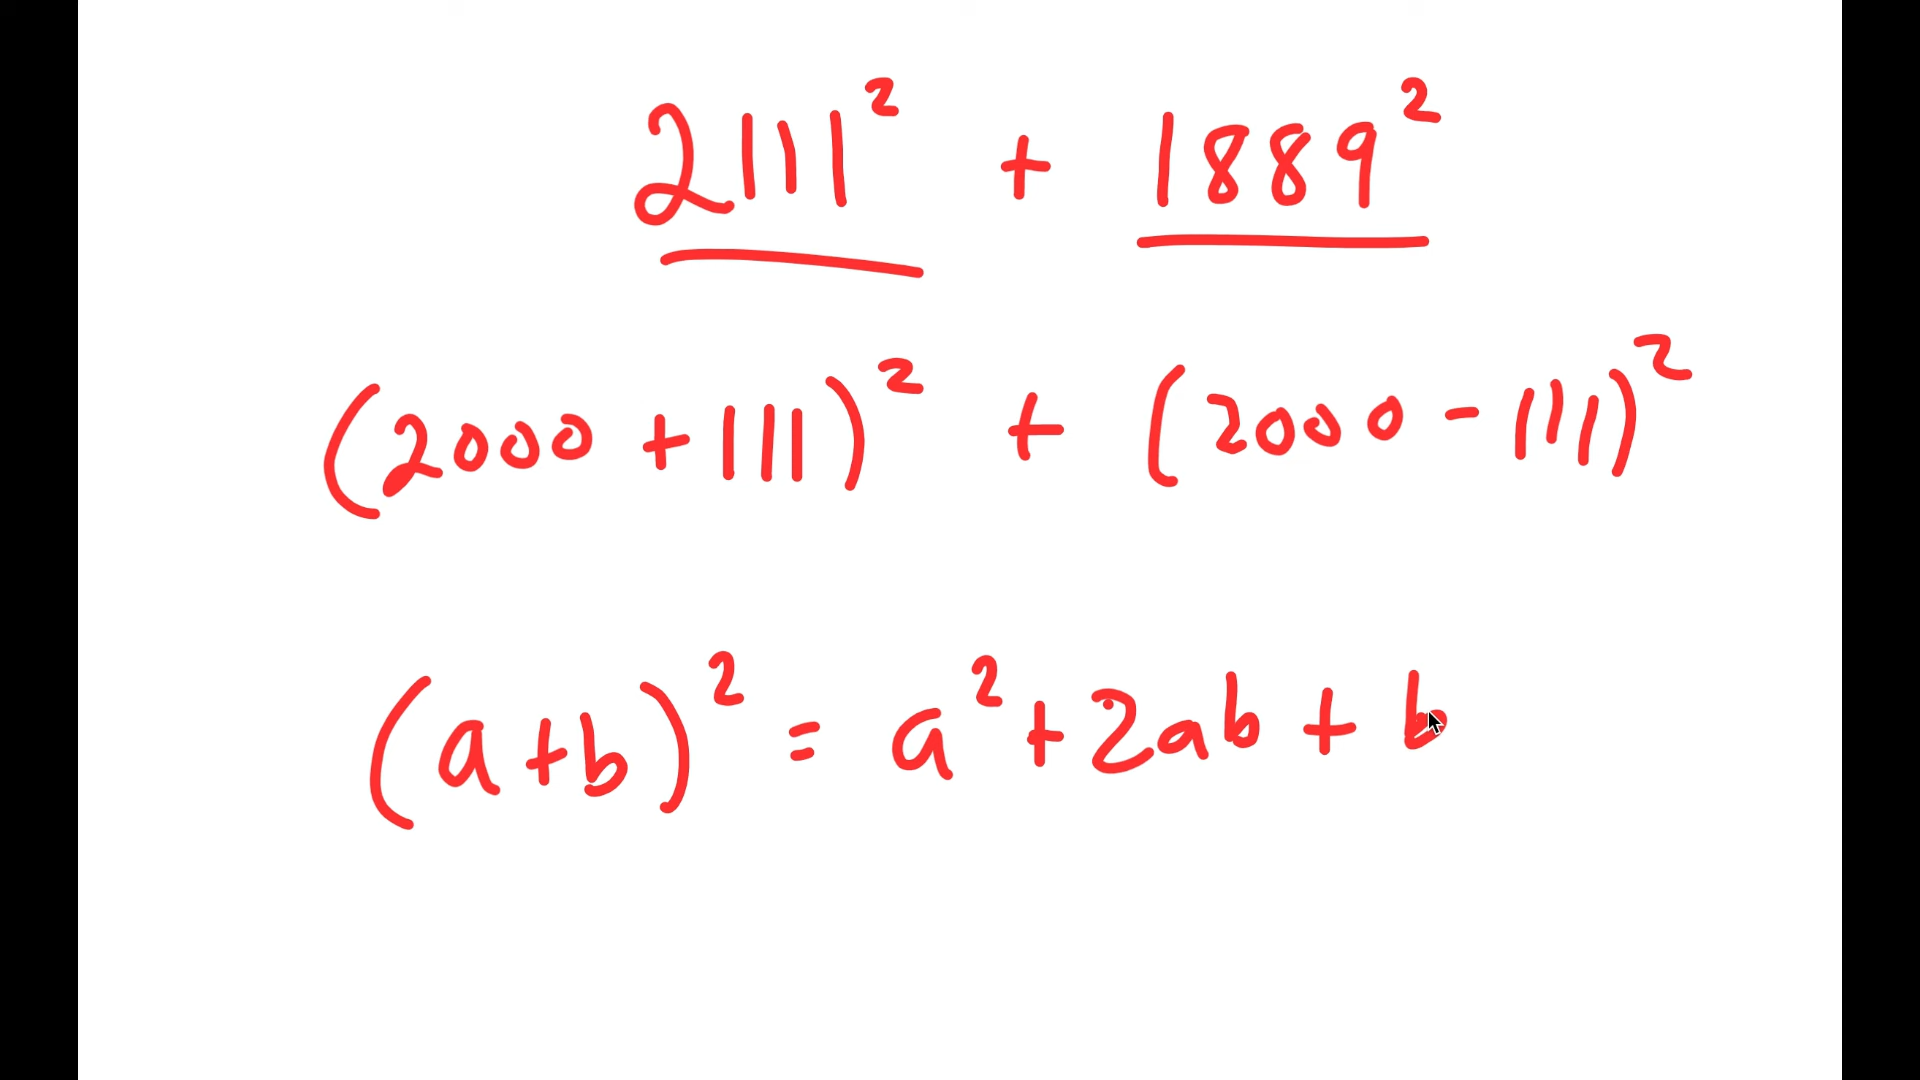 2111² + 1889²
(2000 + 111)² + (2000 - 111)²
(a+b)² = a² + 2ab + b